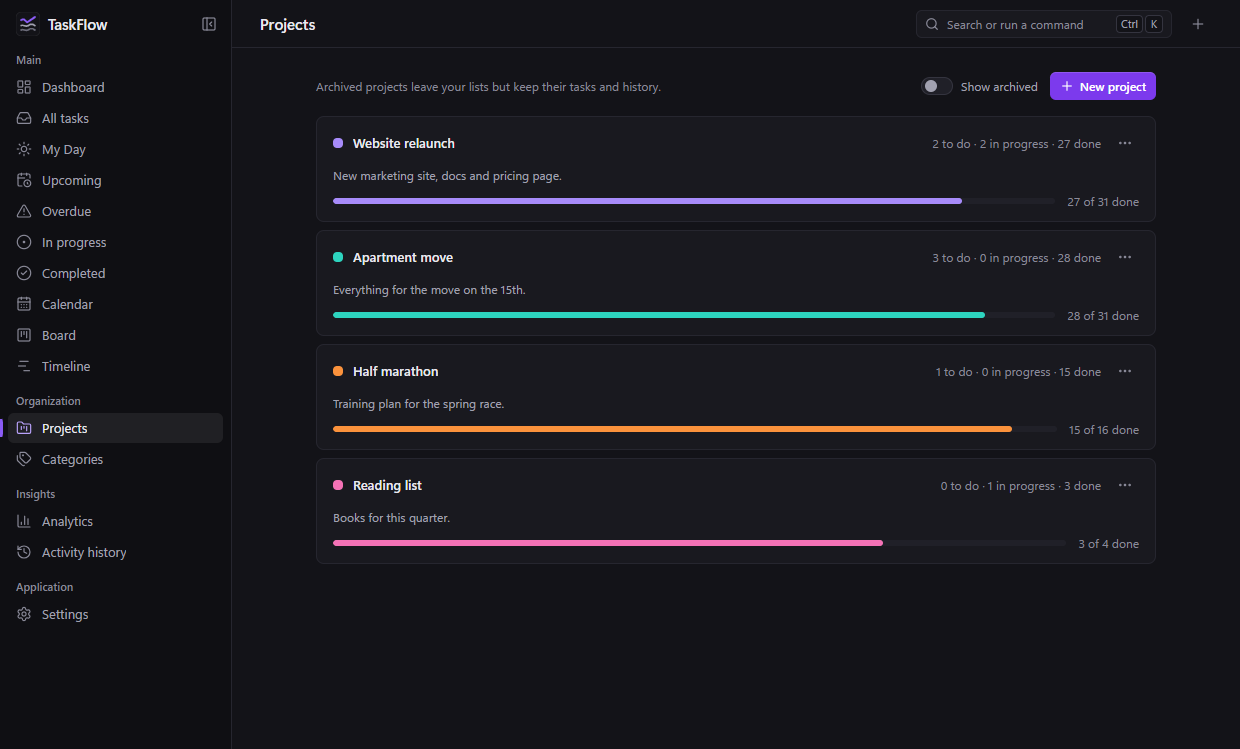 TaskFlow
Projects
Search or run a command Ctrl K
Main
Dashboard
All tasks
My Day
Upcoming
Overdue
In progress
Completed
Calendar
Board
Timeline
Organization
Projects
Categories
Insights
Analytics
Activity history
Application
Settings
Archived projects leave your lists but keep their tasks and history.
Show archived
New project
Website relaunch
2 to do · 2 in progress · 27 done
New marketing site, docs and pricing page.
27 of 31 done
Apartment move
3 to do · 0 in progress · 28 done
Everything for the move on the 15th.
28 of 31 done
Half marathon
1 to do · 0 in progress · 15 done
Training plan for the spring race.
15 of 16 done
Reading list
0 to do · 1 in progress · 3 done
Books for this quarter.
3 of 4 done